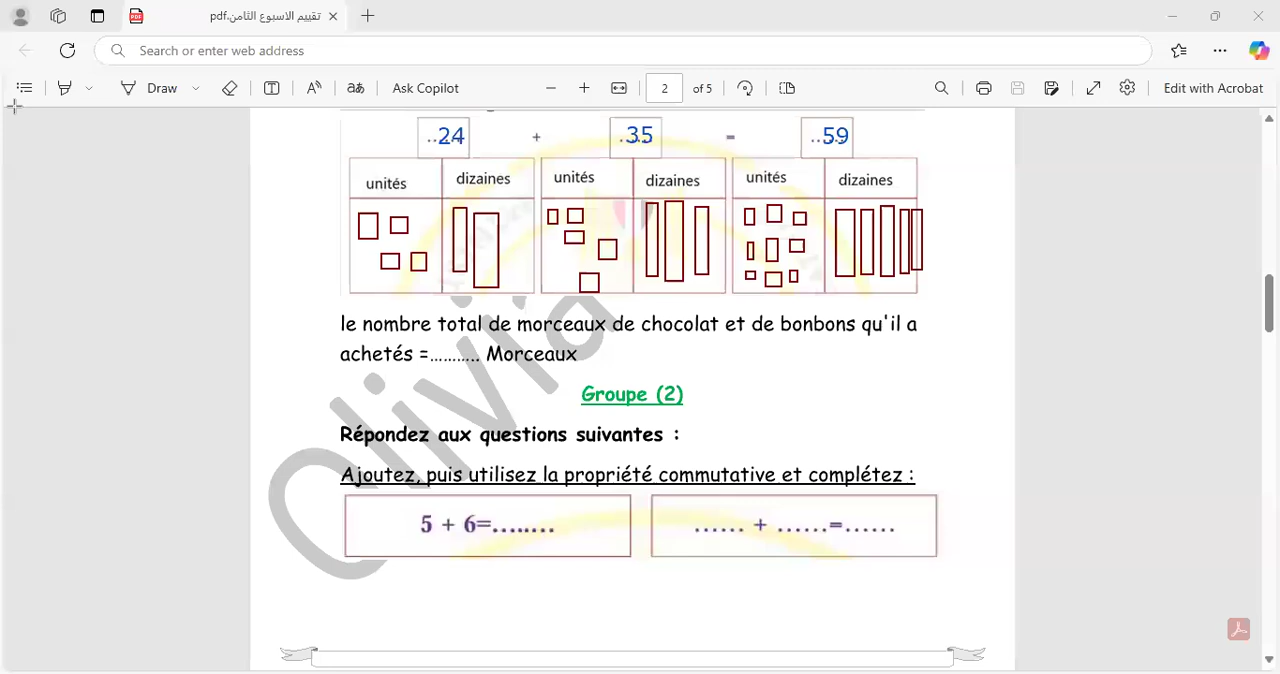 تقييم الاسبوع الثامن.pdf
Search or enter web address
Draw
Ask Copilot
2 of 5
Edit with Acrobat
..24 + .35 = ..59
unités dizaines unités dizaines unités dizaines
le nombre total de morceaux de chocolat et de bonbons qu'il a
achetés =……….. Morceaux
Groupe (2)
Répondez aux questions suivantes :
Ajoutez, puis utilisez la propriété commutative et complétez :
5 + 6=…..… …… + ……=……
Olivia